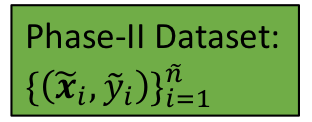 Phase-II Dataset:
{(x̃ᵢ, ỹᵢ)}ᵢ₌₁ⁿ̃